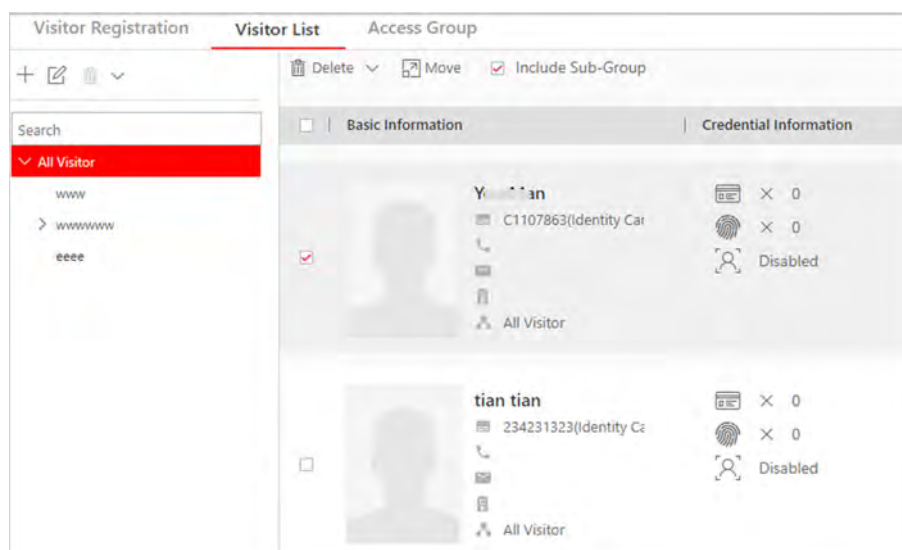 Visitor Registration Visitor List Access Group
Delete Move Include Sub-Group
Search
Basic Information Credential Information
All Visitor
www
wwwwww
eeee
C1107863(Identity Car
× 0
× 0
Disabled
All Visitor
tian tian
234231323(Identity Ca
× 0
× 0
Disabled
All Visitor